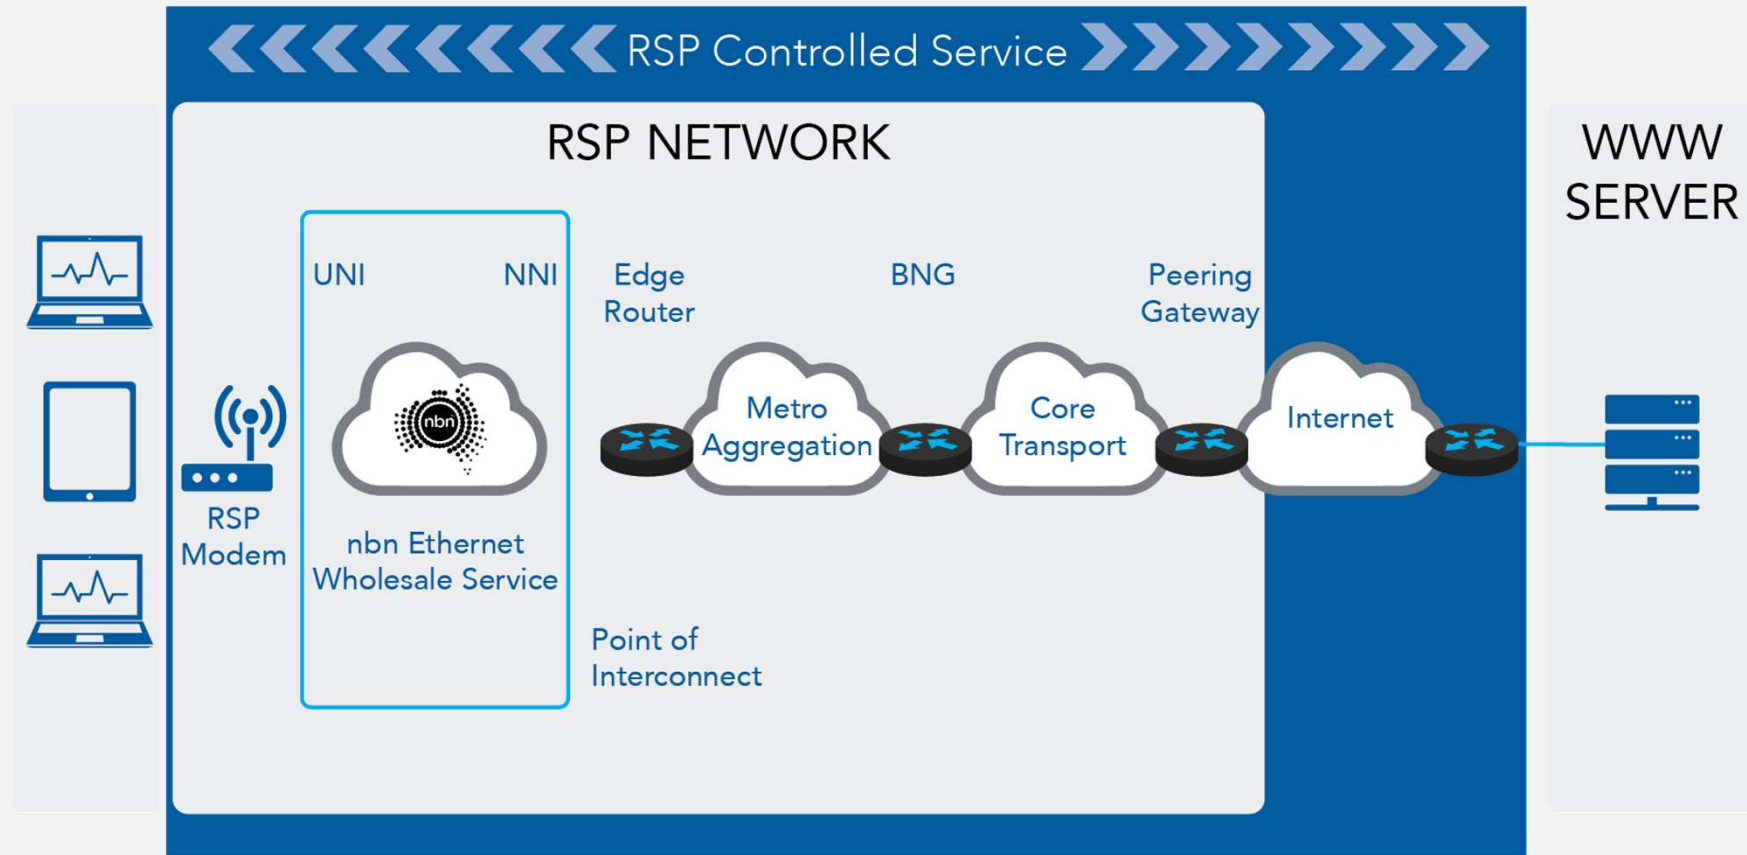 RSP Controlled Service
RSP NETWORK
WWW
SERVER
UNI
NNI
Edge
Router
BNG
Peering
Gateway
nbn
Metro
Aggregation
Core
Transport
Internet
RSP
Modem
nbn Ethernet
Wholesale Service
Point of
Interconnect